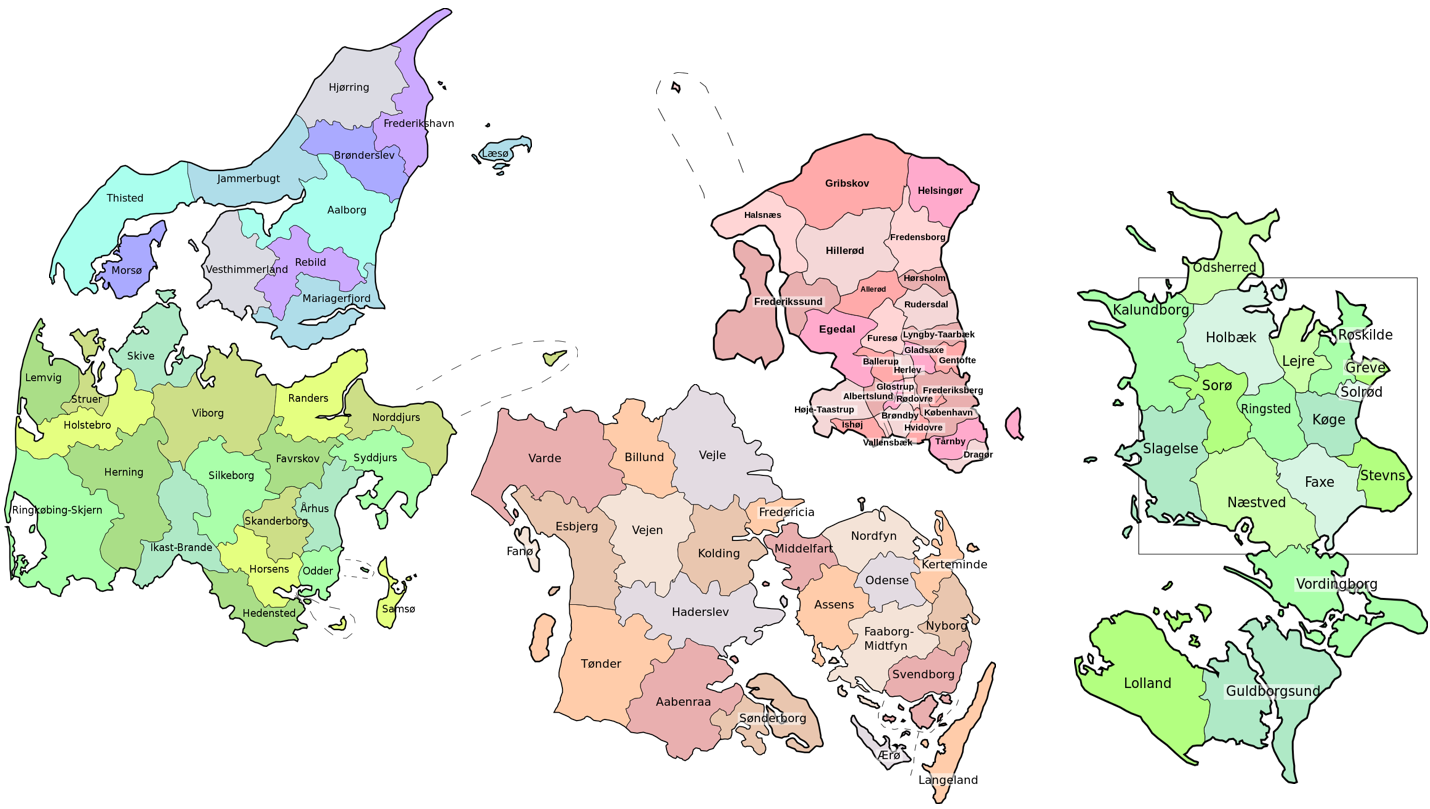 Hjørring
Frederikshavn
Brønderslev
Læsø
Jammerbugt
Thisted
Aalborg
Vesthimmerland
Rebild
Morsø
Mariagerfjord
Skive
Lemvig
Struer
Holstebro
Viborg
Randers
Norddjurs
Herning
Silkeborg
Favrskov
Syddjurs
Ringkøbing-Skjern
Skanderborg
Århus
Ikast-Brande
Horsens
Odder
Hedensted
Samsø
Varde
Billund
Vejle
Esbjerg
Vejen
Fredericia
Fanø
Kolding
Middelfart
Nordfyn
Kerteminde
Odense
Assens
Haderslev
Nyborg
Faaborg-
Midtfyn
Tønder
Svendborg
Aabenraa
Sønderborg
Ærø
Langeland
Gribskov
Helsingør
Halsnæs
Fredensborg
Hillerød
Hørsholm
Allerød
Frederikssund
Rudersdal
Egedal
Furesø
Lyngby-Taarbæk
Gladsaxe
Gentofte
Ballerup
Herlev
Glostrup
Frederiksberg
Albertslund
Rødovre
Høje-Taastrup
Brøndby
København
Ishøj
Hvidovre
Vallensbæk
Tårnby
Dragør
Odsherred
Kalundborg
Holbæk
Roskilde
Lejre
Greve
Sorø
Solrød
Ringsted
Køge
Slagelse
Stevns
Faxe
Næstved
Vordingborg
Lolland
Guldborgsund